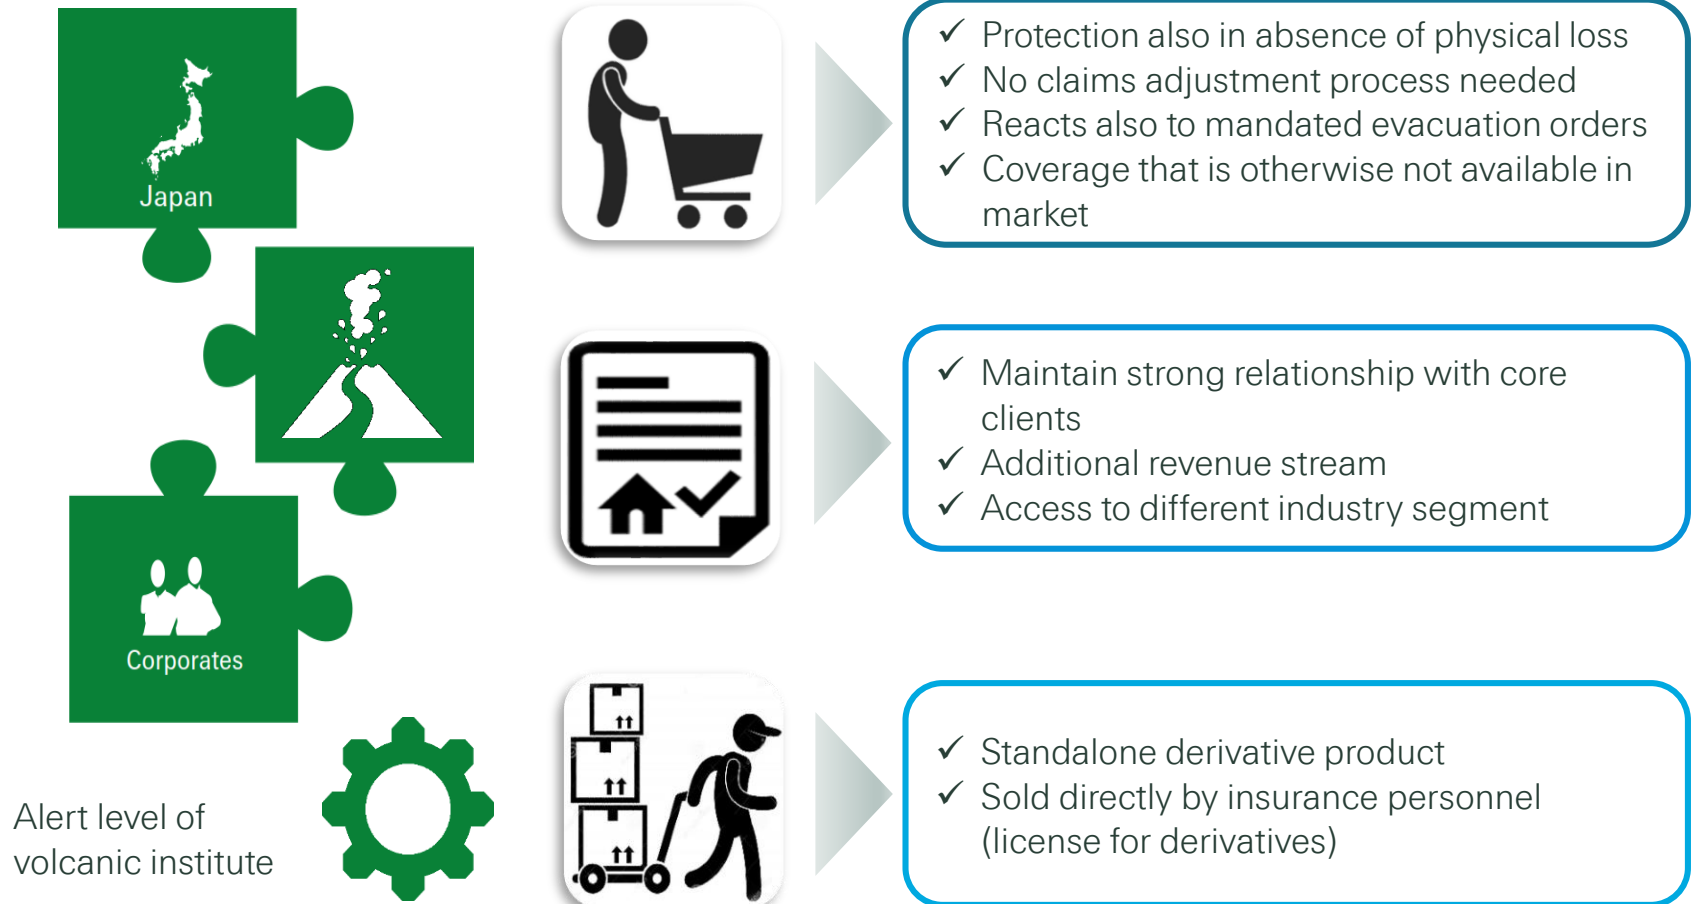 Japan
Corporates
Alert level of
volcanic institute
✓ Protection also in absence of physical loss
✓ No claims adjustment process needed
✓ Reacts also to mandated evacuation orders
✓ Coverage that is otherwise not available in
market
✓ Maintain strong relationship with core
clients
✓ Additional revenue stream
✓ Access to different industry segment
✓ Standalone derivative product
✓ Sold directly by insurance personnel
(license for derivatives)